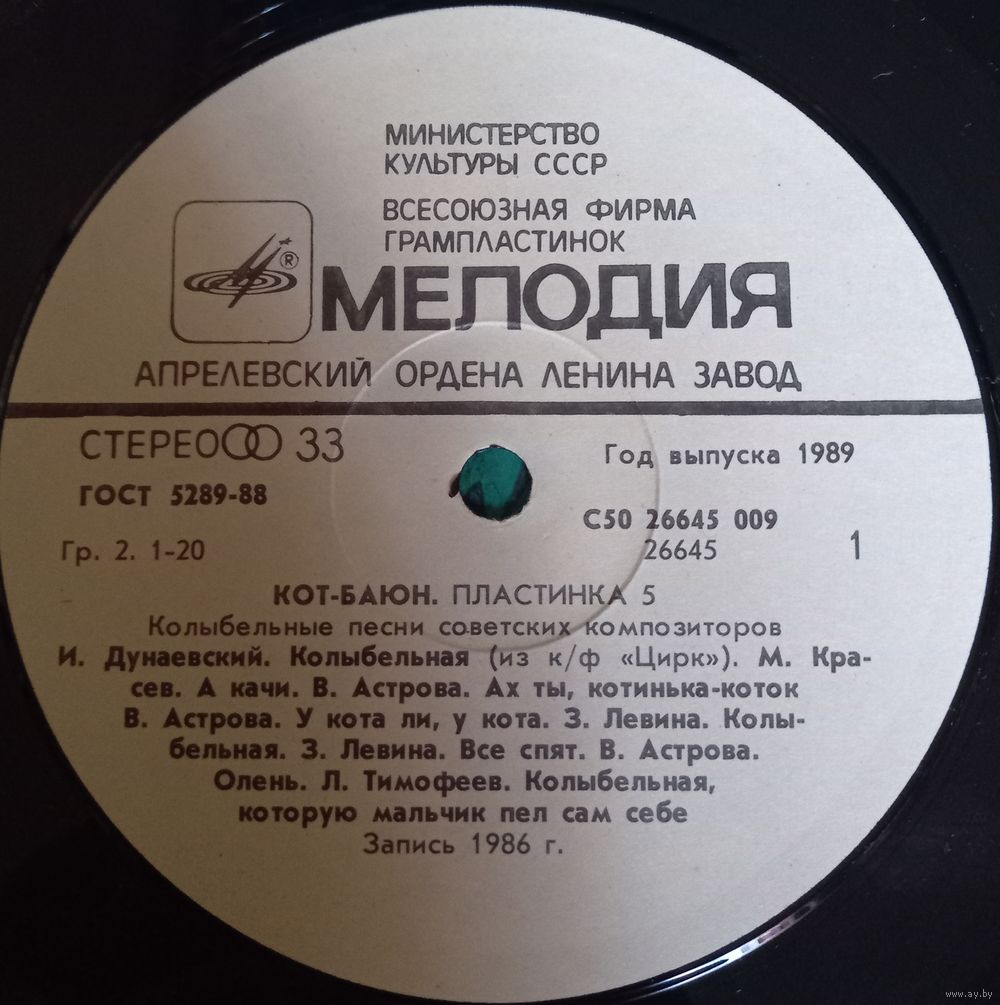 МИНИСТЕРСТВО
КУЛЬТУРЫ СССР
ВСЕСОЮЗНАЯ ФИРМА
ГРАМПЛАСТИНОК
®
МЕЛОДИЯ
АПРЕЛЕВСКИЙ ОРДЕНА ЛЕНИНА ЗАВОД
СТЕРЕО 33
Год выпуска 1989
ГОСТ 5289-88
С50 26645 009
Гр. 2. 1-20
26645
1
КОТ-БАЮН. ПЛАСТИНКА 5
Колыбельные песни советских композиторов
И. Дунаевский. Колыбельная (из к/ф «Цирк»). М. Кра-
сев. А качи. В. Астрова. Ах ты, котинька-коток
В. Астрова. У кота ли, у кота. З. Левина. Колы-
бельная. З. Левина. Все спят. В. Астрова.
Олень. Л. Тимофеев. Колыбельная,
которую мальчик пел сам себе
Запись 1986 г.
www.ay.by